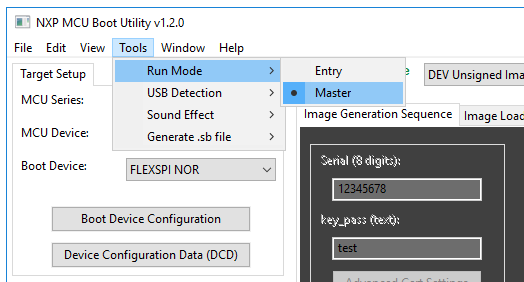 NXP MCU Boot Utility v1.2.0
File Edit View Tools Window Help
Target Setup
Run Mode
USB Detection
Sound Effect
Generate .sb file
Entry
Master
DEV Unsigned Ima
MCU Series:
MCU Device:
Boot Device:
FLEXSPI NOR
Boot Device Configuration
Device Configuration Data (DCD)
Image Generation Sequence
Image Load
Serial (8 digits):
12345678
key_pass (text):
test
Advanced Cert Settings